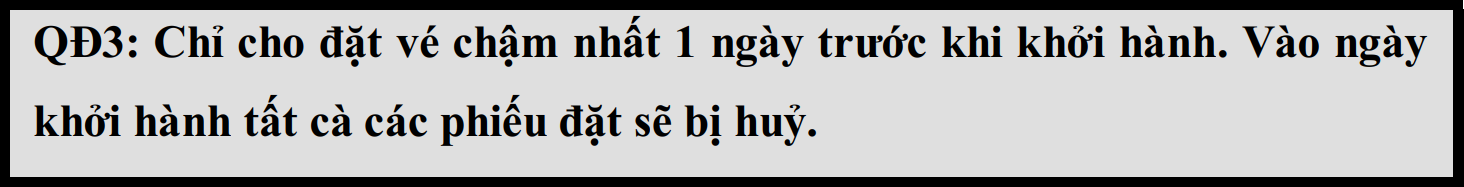 QĐ3: Chỉ cho đặt vé chậm nhất 1 ngày trước khi khởi hành. Vào ngày
khởi hành tất cà các phiếu đặt sẽ bị huỷ.